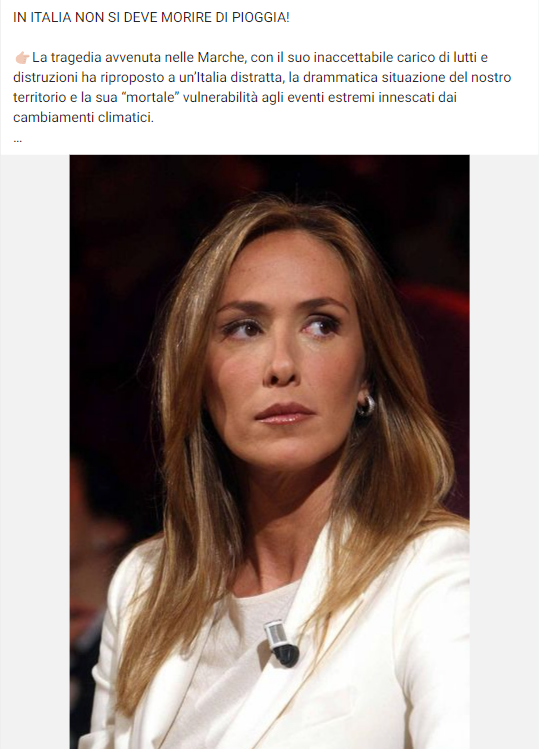 IN ITALIA NON SI DEVE MORIRE DI PIOGGIA!
👉🏻La tragedia avvenuta nelle Marche, con il suo inaccettabile carico di lutti e
distruzioni ha riproposto a un'Italia distratta, la drammatica situazione del nostro
territorio e la sua “mortale” vulnerabilità agli eventi estremi innescati dai
cambiamenti climatici.
...